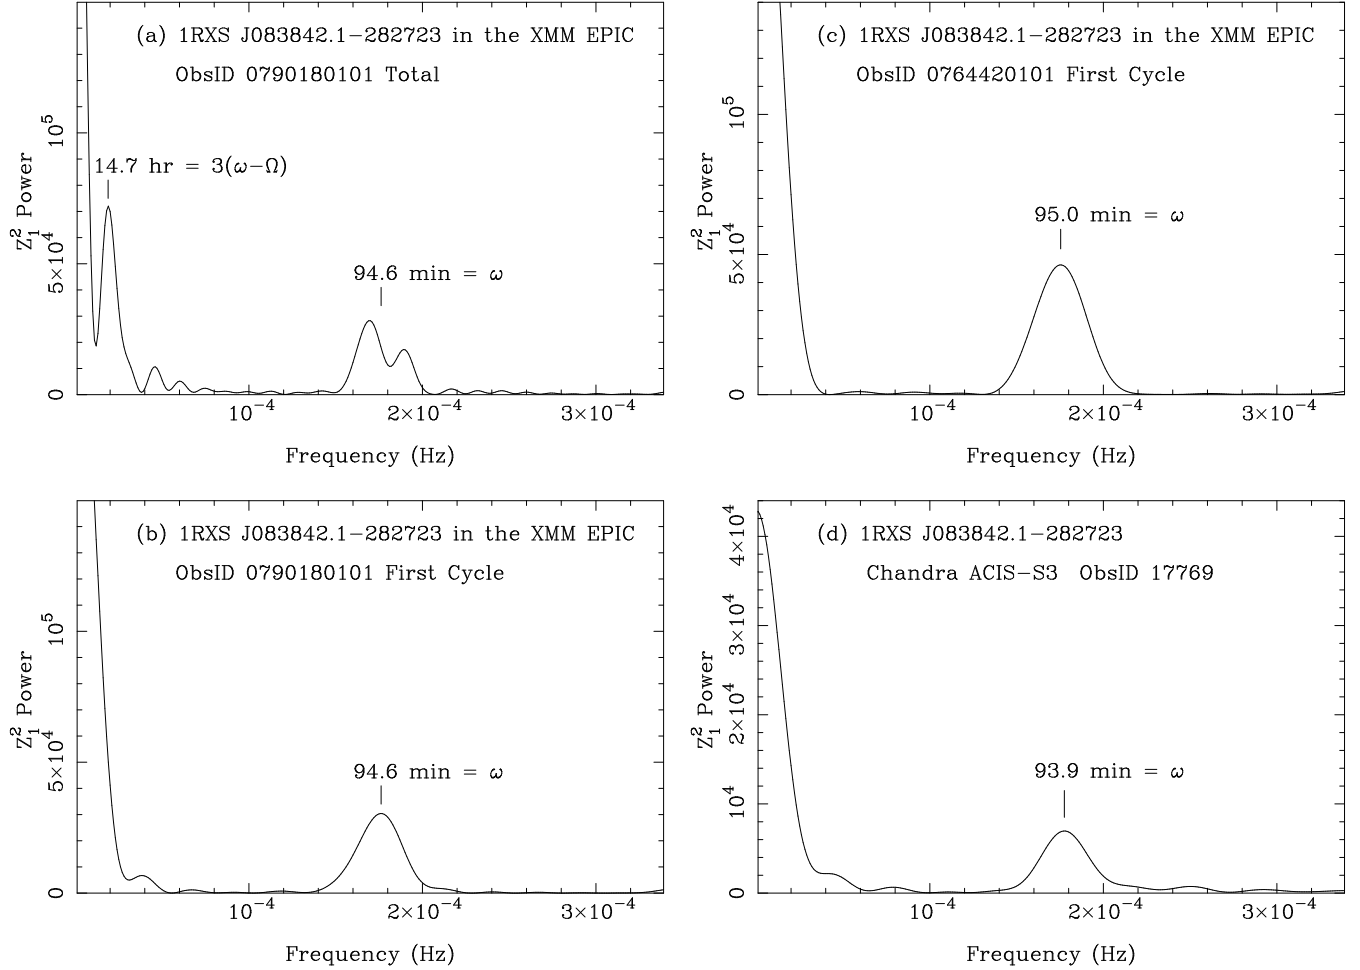 (a) 1RXS J083842.1−282723 in the XMM EPIC
ObsID 0790180101 Total
10⁵
14.7 hr = 3(ω−Ω)
5×10⁴
94.6 min = ω
0
Z₁² Power
10⁻⁴
2×10⁻⁴
3×10⁻⁴
Frequency (Hz)
(c) 1RXS J083842.1−282723 in the XMM EPIC
ObsID 0764420101 First Cycle
10⁵
95.0 min = ω
5×10⁴
0
Z₁² Power
10⁻⁴
2×10⁻⁴
3×10⁻⁴
Frequency (Hz)
(b) 1RXS J083842.1−282723 in the XMM EPIC
ObsID 0790180101 First Cycle
10⁵
5×10⁴
94.6 min = ω
0
Z₁² Power
10⁻⁴
2×10⁻⁴
3×10⁻⁴
Frequency (Hz)
(d) 1RXS J083842.1−282723
Chandra ACIS−S3 ObsID 17769
4×10⁴
3×10⁴
2×10⁴
93.9 min = ω
10⁴
0
Z₁² Power
10⁻⁴
2×10⁻⁴
3×10⁻⁴
Frequency (Hz)